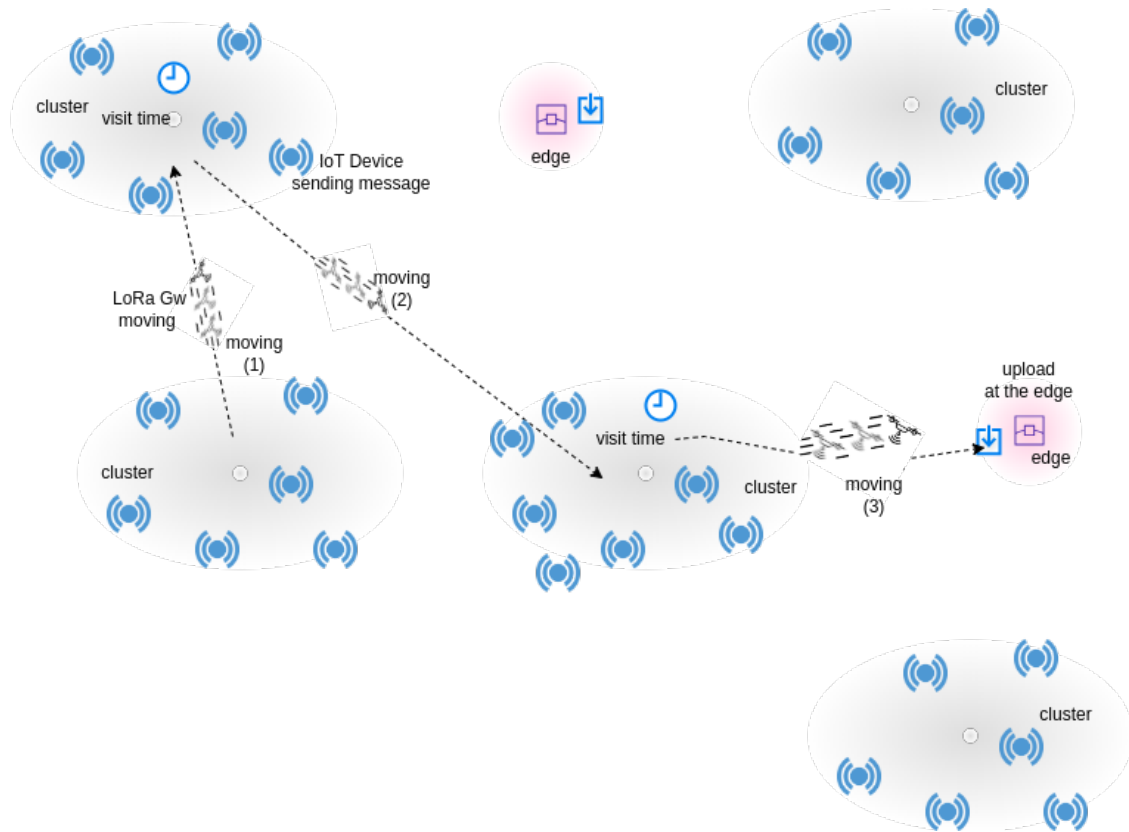 cluster
visit time
IoT Device
sending message
edge
cluster
LoRa Gw
moving
moving
(1)
moving
(2)
cluster
visit time
cluster
moving
(3)
upload
at the edge
edge
cluster